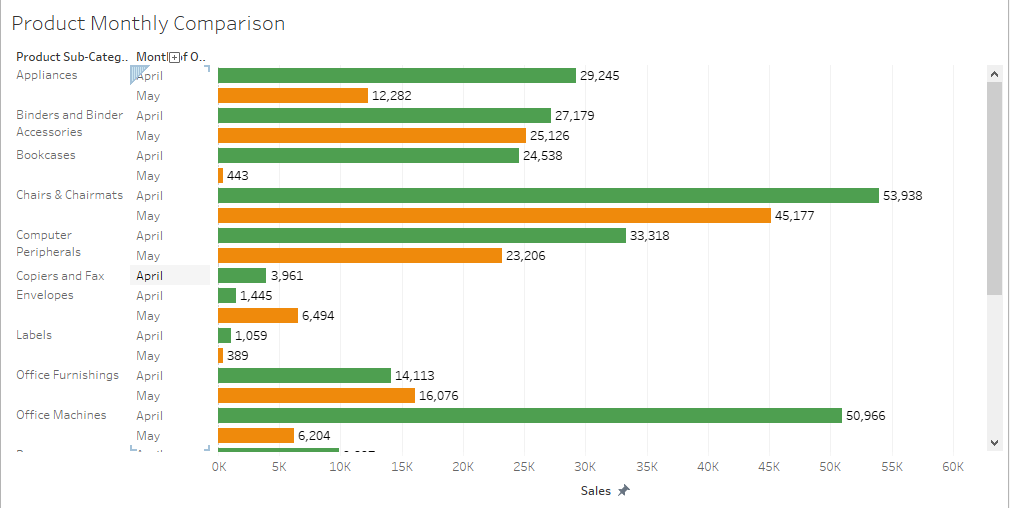 Product Monthly Comparison
Product Sub-Categ.. Month of O..
Appliances April 29,245
May 12,282
Binders and Binder April 27,179
Accessories May 25,126
Bookcases April 24,538
May 443
Chairs & Chairmats April 53,938
May 45,177
Computer April 33,318
Peripherals May 23,206
Copiers and Fax April 3,961
Envelopes April 1,445
May 6,494
Labels April 1,059
May 389
Office Furnishings April 14,113
May 16,076
Office Machines April 50,966
May 6,204
0K 5K 10K 15K 20K 25K 30K 35K 40K 45K 50K 55K 60K
Sales